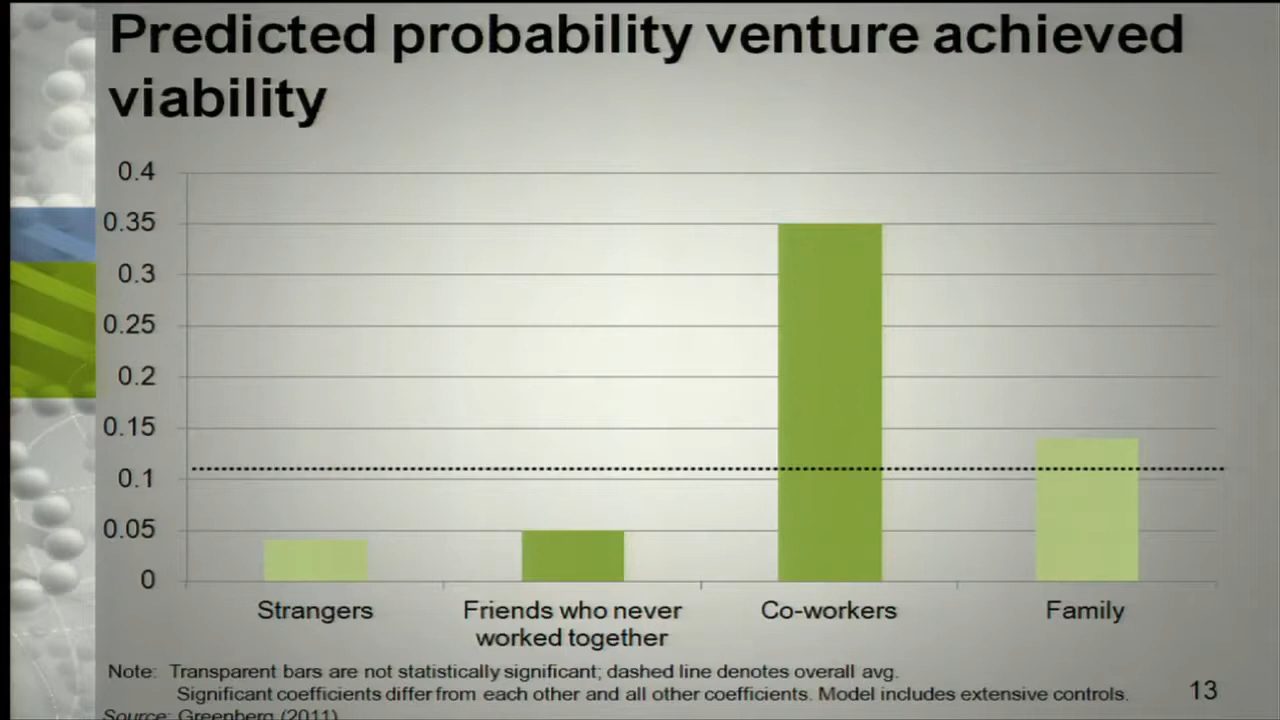 Predicted probability venture achieved
viability
0.4
0.35
0.3
0.25
0.2
0.15
0.1
0.05
0
Strangers
Friends who never
worked together
Co-workers
Family
Note: Transparent bars are not statistically significant; dashed line denotes overall avg.
Significant coefficients differ from each other and all other coefficients. Model includes extensive controls.
13
Source: Greenberg (2011)